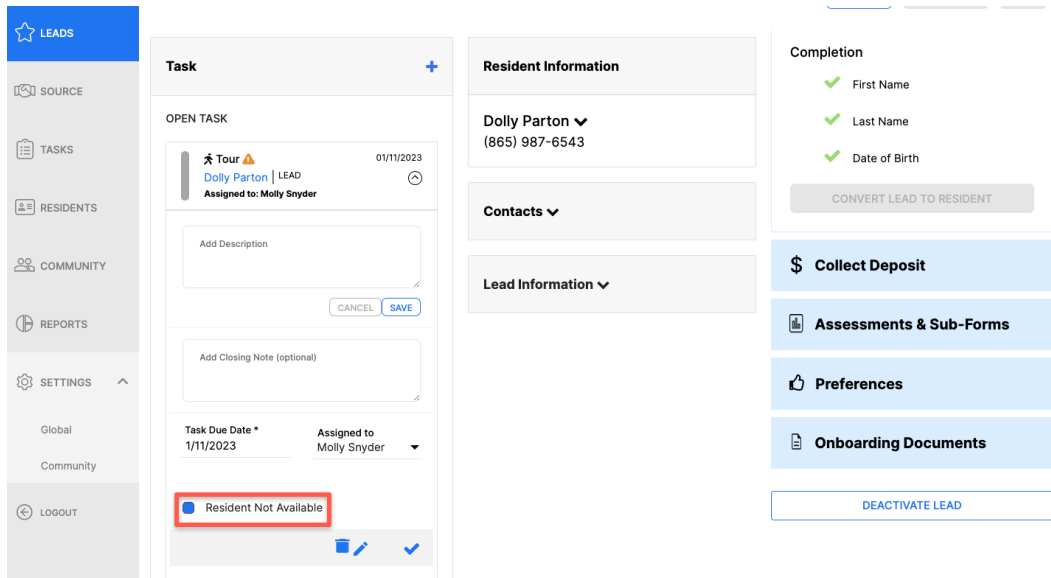 LEADS
SOURCE
TASKS
RESIDENTS
COMMUNITY
REPORTS
SETTINGS
Global
Community
LOGOUT
Task
OPEN TASK
Tour
01/11/2023
Dolly Parton | LEAD
Assigned to: Molly Snyder
Add Description
CANCEL
SAVE
Add Closing Note (optional)
Task Due Date *
1/11/2023
Assigned to
Molly Snyder
Resident Not Available
Resident Information
Dolly Parton
(865) 987-6543
Contacts
Lead Information
Completion
First Name
Last Name
Date of Birth
CONVERT LEAD TO RESIDENT
$ Collect Deposit
Assessments & Sub-Forms
Preferences
Onboarding Documents
DEACTIVATE LEAD